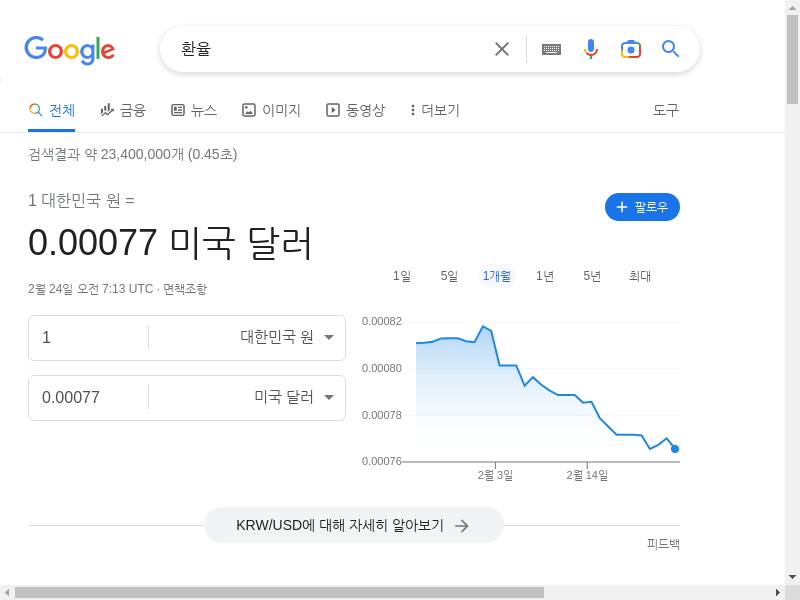 Google 환율
전체 금융 뉴스 이미지 동영상 더보기 도구
검색결과 약 23,400,000개 (0.45초)
1 대한민국 원 =
팔로우
0.00077 미국 달러
2월 24일 오전 7:13 UTC · 면책조항
1일 5일 1개월 1년 5년 최대
1 대한민국 원
0.00077 미국 달러
0.00082
0.00080
0.00078
0.00076
2월 3일 2월 14일
KRW/USD에 대해 자세히 알아보기
피드백